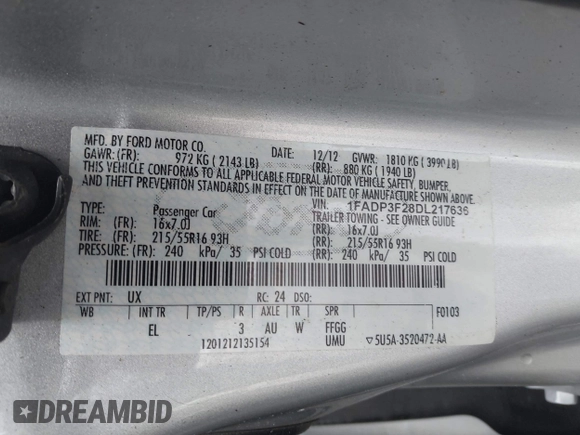 MFD. BY FORD MOTOR CO.
DATE: 12/12 GVWR: 1810 KG ( 3990 LB)
GAWR: (FR): 972 KG ( 2143 LB) (RR): 880 KG ( 1940 LB)
THIS VEHICLE CONFORMS TO ALL APPLICABLE FEDERAL MOTOR VEHICLE SAFETY, BUMPER,
AND THEFT PREVENTION STANDARDS IN EFFECT ON THE DATE OF MANUFACTURE SHOWN ABOVE.
VIN: 1FADP3F28DL217636
TYPE: Passenger Car TRAILER TOWING - SEE OWNER GUIDE
RIM: (FR): 16x7.0J (RR): 16x7.0J
TIRE: (FR): 215/55R16 93H (RR): 215/55R16 93H
PRESSURE: (FR): 240 kPa/ 35 PSI COLD (RR): 240 kPa/ 35 PSI COLD
EXT PNT: UX RC: 24 DSO:
WB INT TR TP/PS R AXLE TR SPR F0103
EL 3 AU W FFGG
1201212135154 UMU ▽5U5A-3520472-AA
DREAMBID